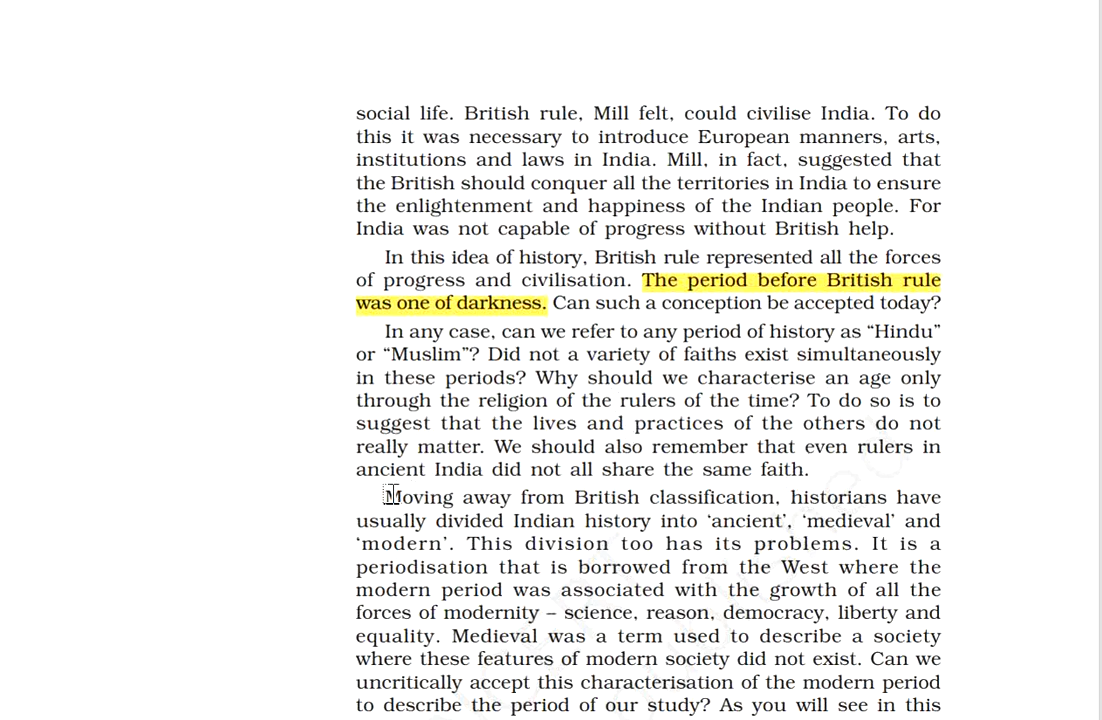 social life. British rule, Mill felt, could civilise India. To do
this it was necessary to introduce European manners, arts,
institutions and laws in India. Mill, in fact, suggested that
the British should conquer all the territories in India to ensure
the enlightenment and happiness of the Indian people. For
India was not capable of progress without British help.
In this idea of history, British rule represented all the forces
of progress and civilisation. The period before British rule
was one of darkness. Can such a conception be accepted today?
In any case, can we refer to any period of history as “Hindu”
or “Muslim”? Did not a variety of faiths exist simultaneously
in these periods? Why should we characterise an age only
through the religion of the rulers of the time? To do so is to
suggest that the lives and practices of the others do not
really matter. We should also remember that even rulers in
ancient India did not all share the same faith.
Moving away from British classification, historians have
usually divided Indian history into ‘ancient’, ‘medieval’ and
‘modern’. This division too has its problems. It is a
periodisation that is borrowed from the West where the
modern period was associated with the growth of all the
forces of modernity – science, reason, democracy, liberty and
equality. Medieval was a term used to describe a society
where these features of modern society did not exist. Can we
uncritically accept this characterisation of the modern period
to describe the period of our study? As you will see in this